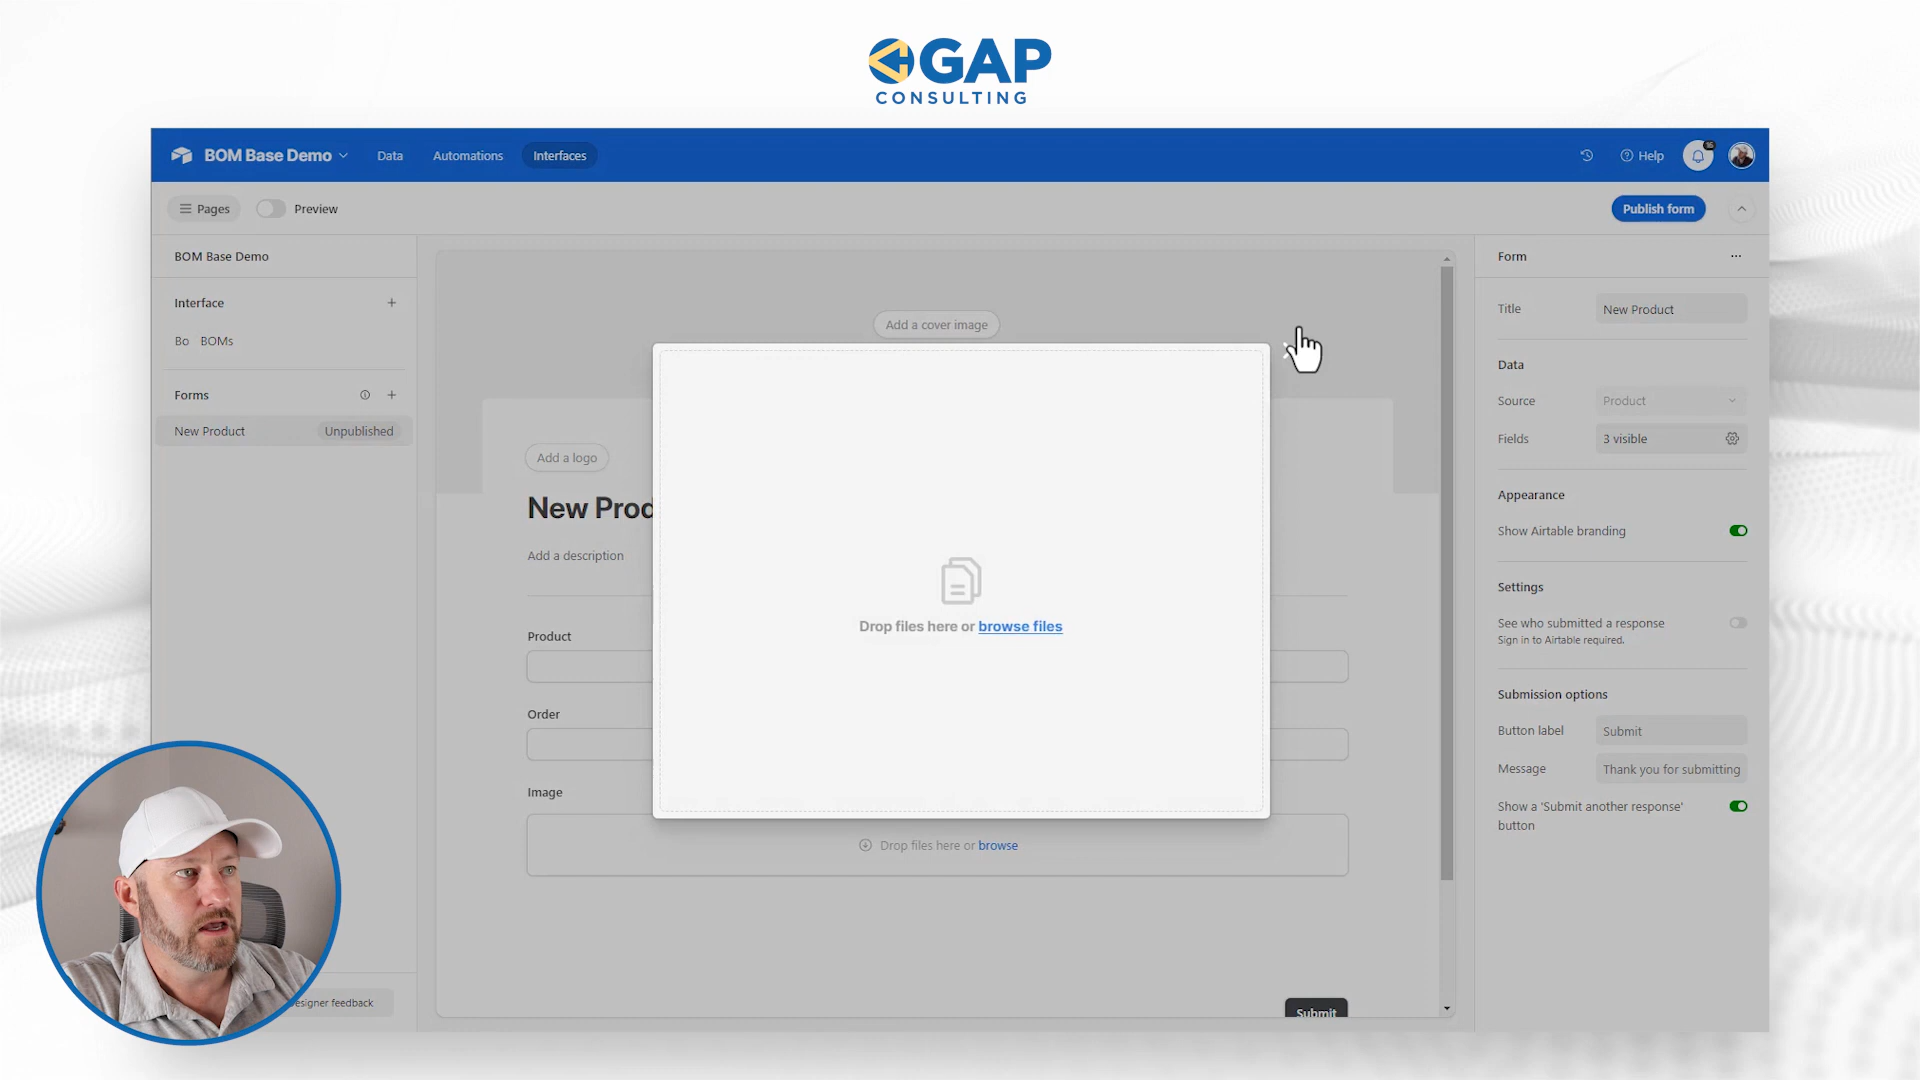 GAP
CONSULTING
BOM Base Demo
Data
Automations
Interfaces
Help
Pages
Preview
Publish form
BOM Base Demo
Interface
Bo BOMs
Forms
New Product
Unpublished
Add a cover image
Add a logo
New Prod
Add a description
Product
Order
Image
Drop files here or browse files
Drop files here or browse
Submit
Form
Title
New Product
Data
Source
Product
Fields
3 visible
Appearance
Show Airtable branding
Settings
See who submitted a response
Sign in to Airtable required.
Submission options
Button label
Submit
Message
Thank you for submitting
Show a 'Submit another response'
button
esigner feedback